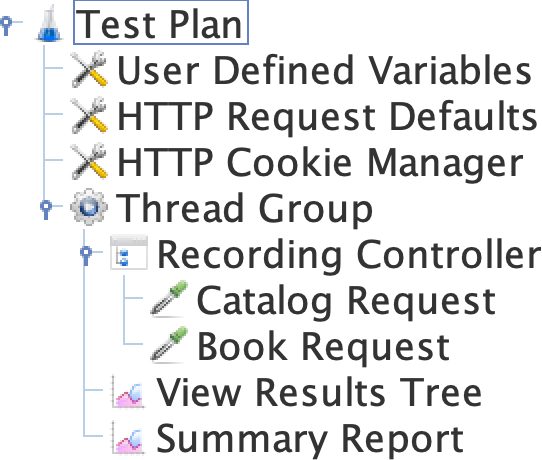 Test Plan
User Defined Variables
HTTP Request Defaults
HTTP Cookie Manager
Thread Group
Recording Controller
Catalog Request
Book Request
View Results Tree
Summary Report